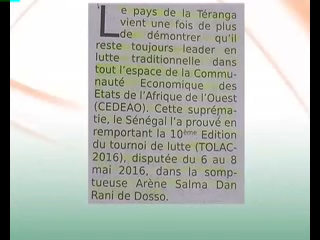 Le pays de la Téranga
vient une fois de plus
de démontrer qu'il
reste toujours leader en
lutte traditionnelle dans
tout l'espace de la Commu-
nauté Economique des
Etats de l'Afrique de l'Ouest
(CEDEAO). Cette supréma-
tie, le Sénégal l'a prouvé en
remportant la 10ème Edition
du tournoi de lutte (TOLAC-
2016), disputée du 6 au 8
mai 2016, dans la somp-
tueuse Arène Salma Dan
Rani de Dosso.